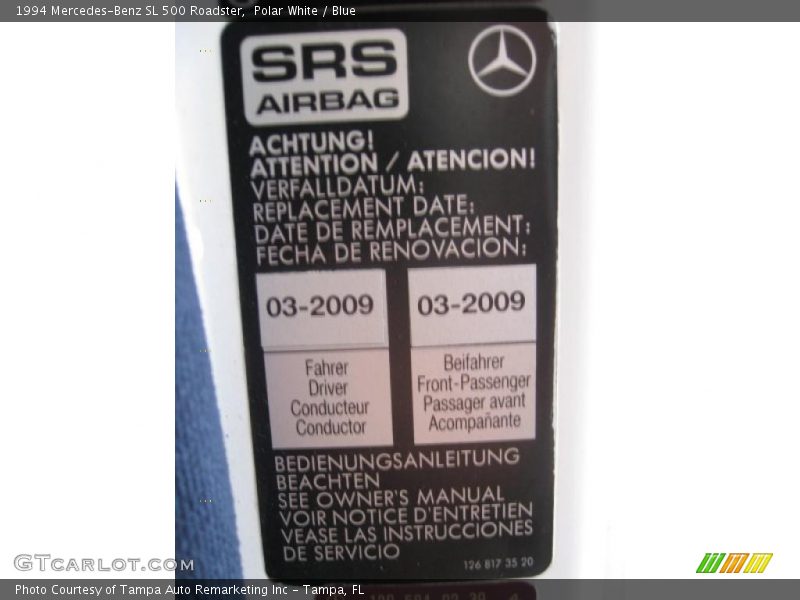 1994 Mercedes-Benz SL 500 Roadster,  Polar White / Blue
SRS
AIRBAG
ACHTUNG!
ATTENTION / ATENCION!
VERFALLDATUM:
REPLACEMENT DATE:
DATE DE REMPLACEMENT:
FECHA DE RENOVACION:
03-2009
03-2009
Fahrer
Driver
Conducteur
Conductor
Beifahrer
Front-Passenger
Passager avant
Acompañante
BEDIENUNGSANLEITUNG
BEACHTEN
SEE OWNER'S MANUAL
VOIR NOTICE D'ENTRETIEN
VEASE LAS INSTRUCCIONES
DE SERVICIO
126 817 35 20
GTCARLOT.COM
Photo Courtesy of Tampa Auto Remarketing Inc - Tampa, FL